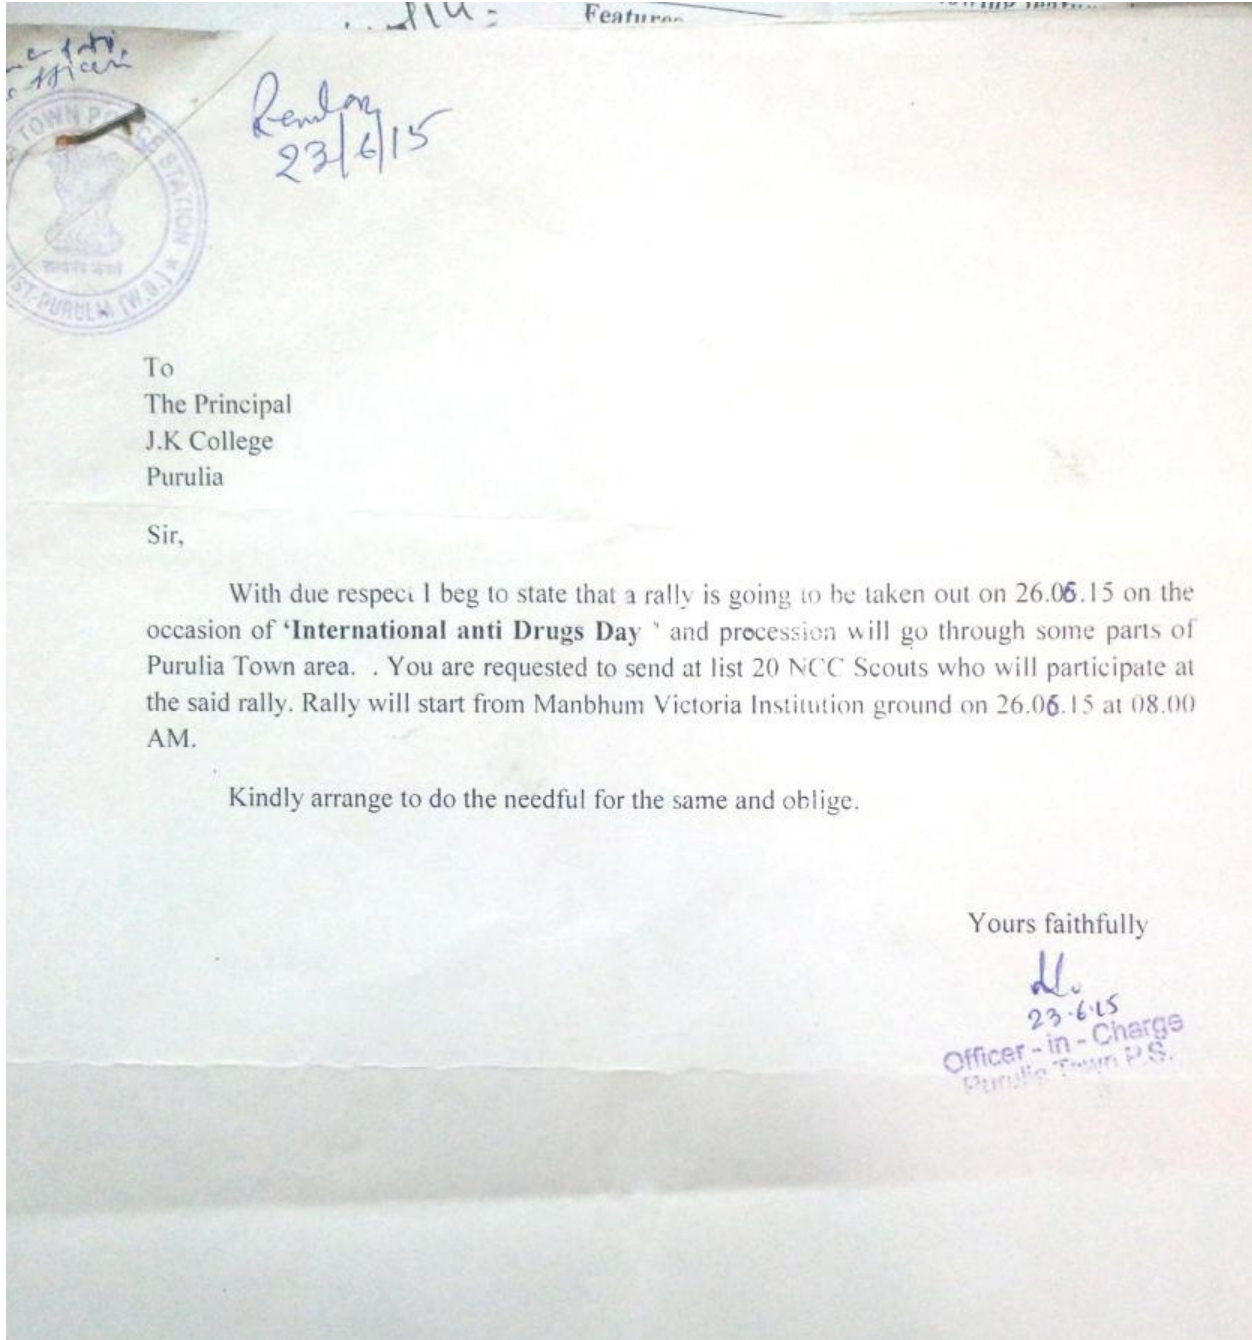 Features
TOWN POLICE STATION *
DIST-PURULIA (W.B.) *
23/6/15
To
The Principal
J.K College
Purulia
Sir,
With due respect I beg to state that a rally is going to be taken out on 26.06.15 on the
occasion of ‘International anti Drugs Day ’ and procession will go through some parts of
Purulia Town area. . You are requested to send at list 20 NCC Scouts who will participate at
the said rally. Rally will start from Manbhum Victoria Institution ground on 26.06.15 at 08.00
AM.
Kindly arrange to do the needful for the same and oblige.
Yours faithfully
23.6.15
Officer - in - Charge
Purulia Town P.S.